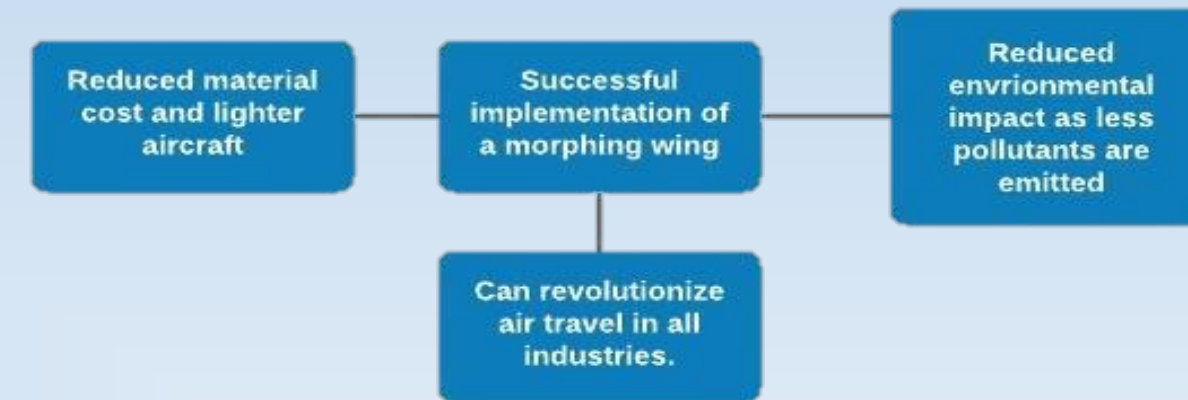 Reduced material
cost and lighter
aircraft
Successful
implementation of
a morphing wing
Reduced
envrionmental
impact as less
pollutants are
emitted
Can revolutionize
air travel in all
industries.